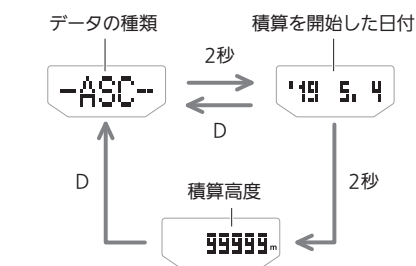 データの種類
積算を開始した日付
2秒
-ASC-
'19 5. 4
D
D
積算高度
2秒
99999m